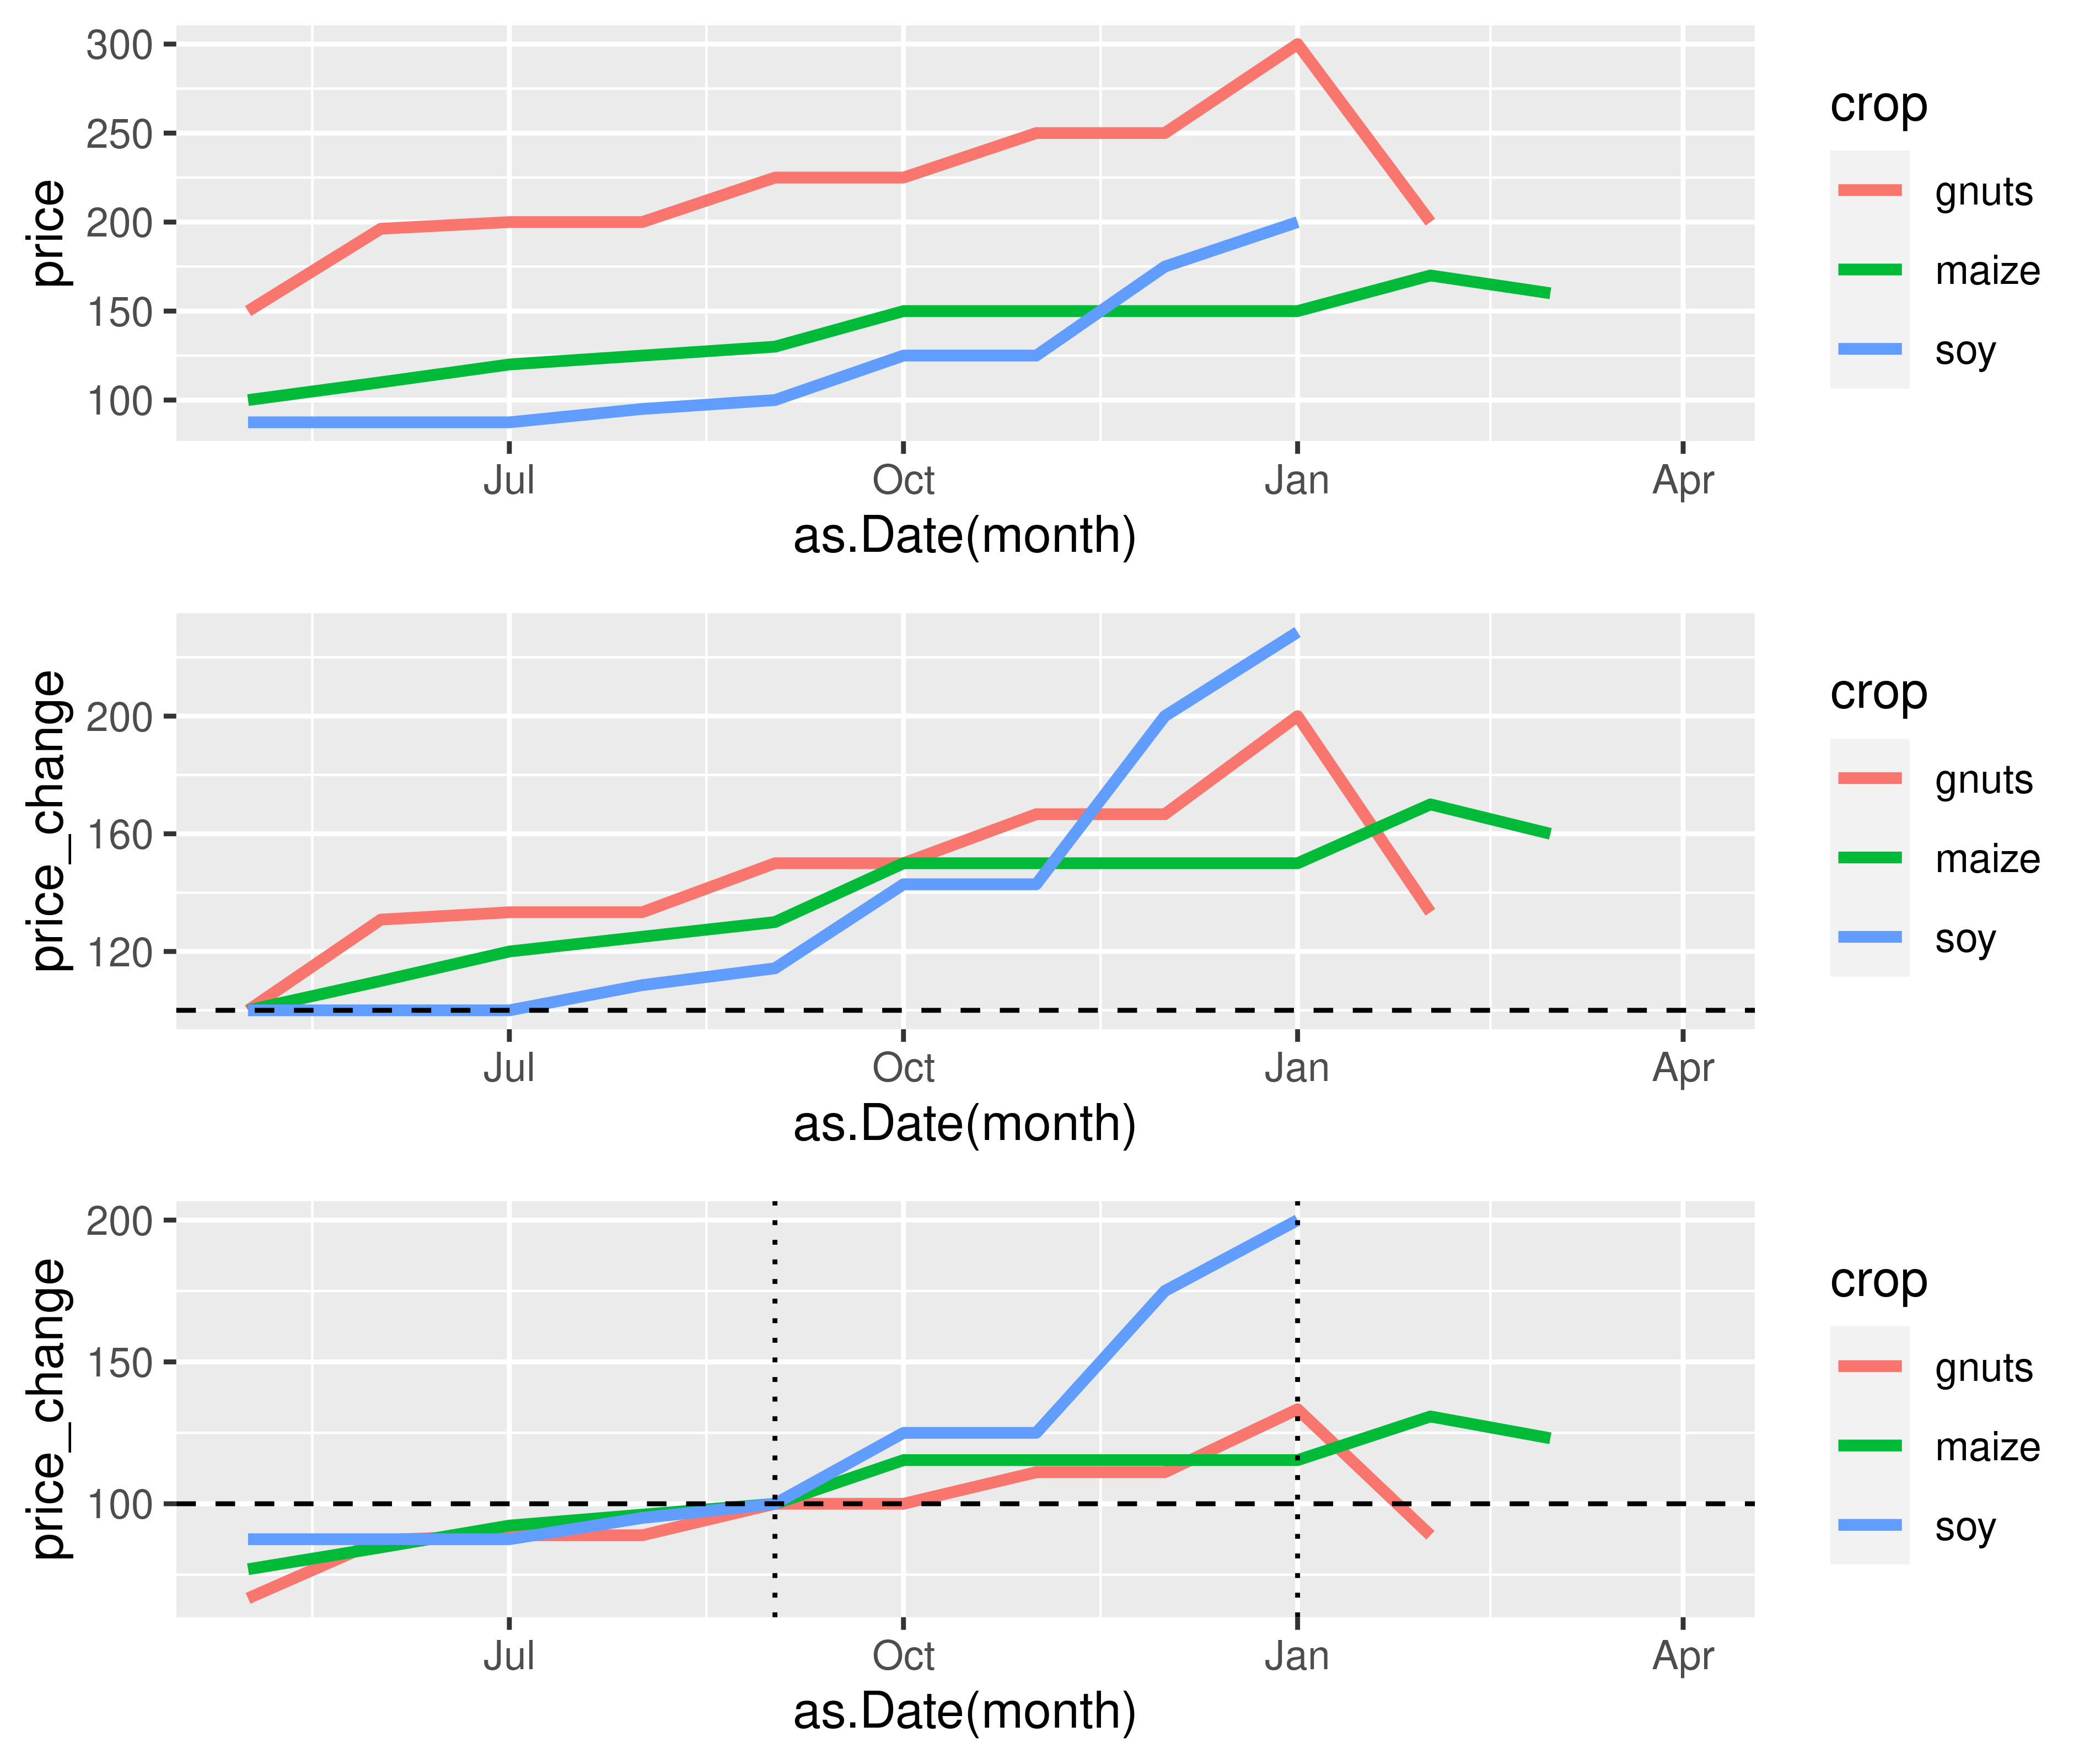 300
250
200
150
100
price
Jul Oct Jan Apr
as.Date(month)
crop
gnuts
maize
soy
200
160
120
price_change
Jul Oct Jan Apr
as.Date(month)
crop
gnuts
maize
soy
200
150
100
price_change
Jul Oct Jan Apr
as.Date(month)
crop
gnuts
maize
soy